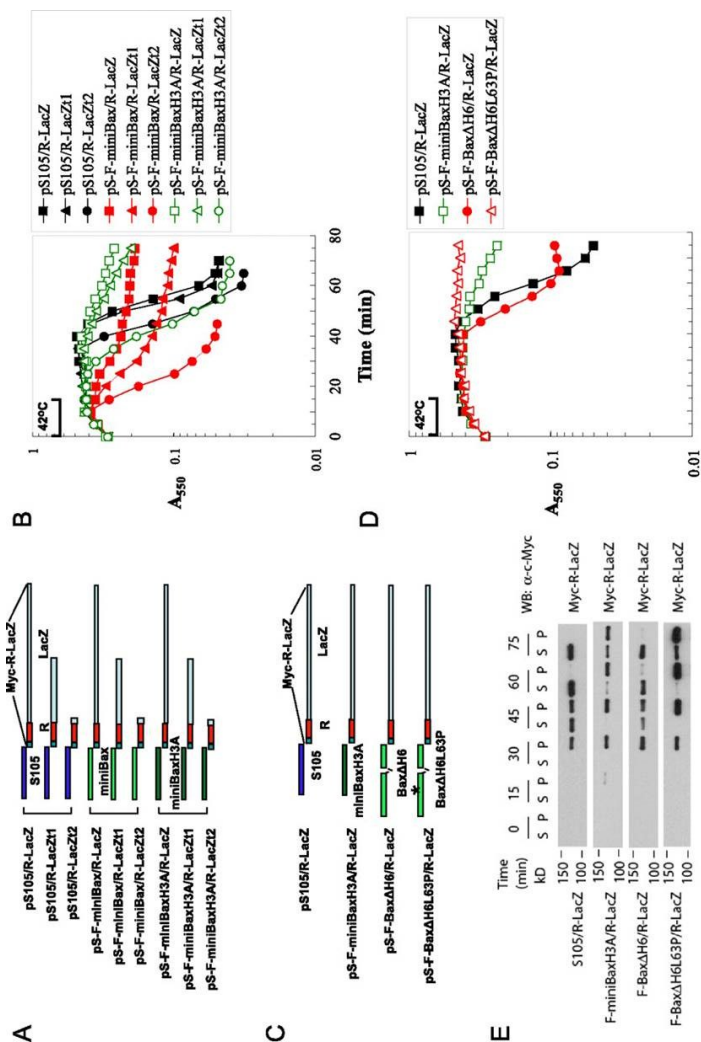 A
Myc-R-LacZ
R
LacZ
pS105/R-LacZ
S105
pS105/R-LacZt1
pS105/R-LacZt2
pS-F-miniBax/R-LacZ
miniBax
pS-F-miniBax/R-LacZt1
pS-F-miniBax/R-LacZt2
pS-F-miniBaxH3A/R-LacZ
miniBaxH3A
pS-F-miniBaxH3A/R-LacZt1
pS-F-miniBaxH3A/R-LacZt2
B
42°C
1
0.1
0.01
A550
0
20
40
60
80
Time (min)
pS105/R-LacZ
pS105/R-LacZt1
pS105/R-LacZt2
pS-F-miniBax/R-LacZ
pS-F-miniBax/R-LacZt1
pS-F-miniBax/R-LacZt2
pS-F-miniBaxH3A/R-LacZ
pS-F-miniBaxH3A/R-LacZt1
pS-F-miniBaxH3A/R-LacZt2
C
Myc-R-LacZ
R
LacZ
pS105/R-LacZ
S105
pS-F-miniBaxH3A/R-LacZ
miniBaxH3A
pS-F-BaxΔH6/R-LacZ
BaxΔH6
*
pS-F-BaxΔH6L63P/R-LacZ
BaxΔH6L63P
D
42°C
1
0.1
0.01
A550
pS105/R-LacZ
pS-F-miniBaxH3A/R-LacZ
pS-F-BaxΔH6/R-LacZ
pS-F-BaxΔH6L63P/R-LacZ
E
Time (min)
0 15 30 45 60 75
kD
S P S P S P S P S P S P
WB: α-c-Myc
S105/R-LacZ
150
100
Myc-R-LacZ
F-miniBaxH3A/R-LacZ
150
100
Myc-R-LacZ
F-BaxΔH6/R-LacZ
150
100
Myc-R-LacZ
F-BaxΔH6L63P/R-LacZ
150
100
Myc-R-LacZ